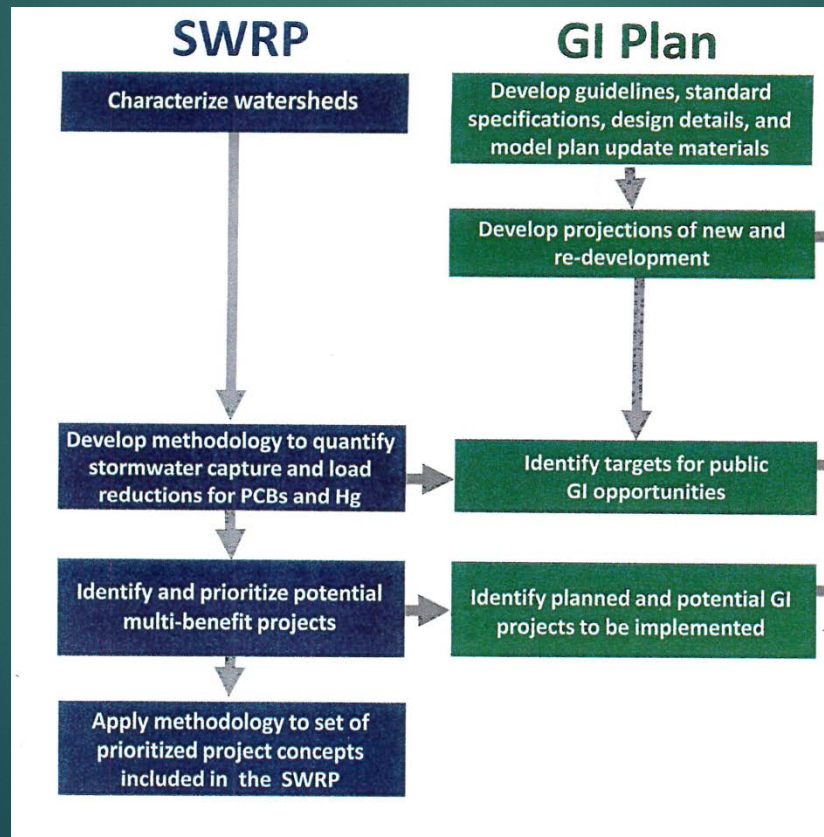 SWRP
Characterize watersheds
Develop methodology to quantify
stormwater capture and load
reductions for PCBs and Hg
Identify and prioritize potential
multi-benefit projects
Apply methodology to set of
prioritized project concepts
included in the SWRP
GI Plan
Develop guidelines, standard
specifications, design details, and
model plan update materials
Develop projections of new and
re-development
Identify targets for public
GI opportunities
Identify planned and potential GI
projects to be implemented